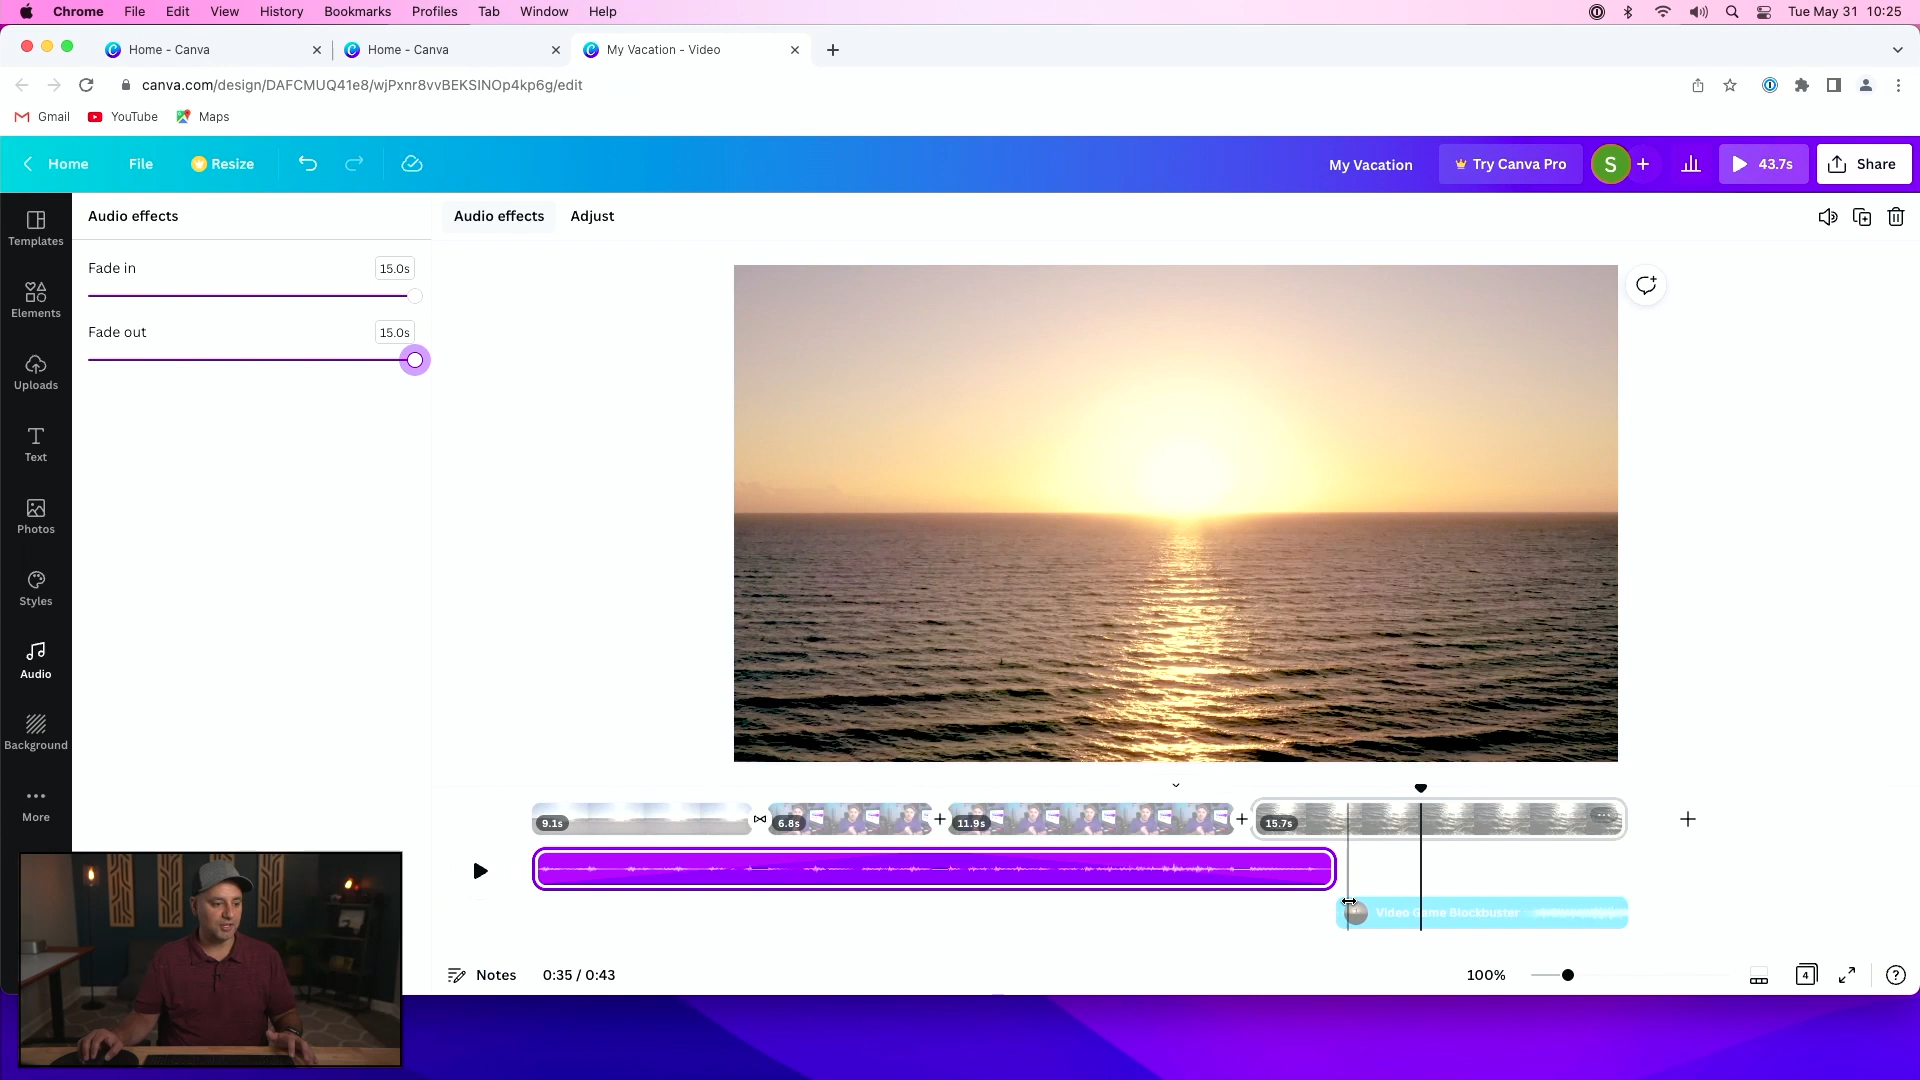 Chrome File Edit View History Bookmarks Profiles Tab Window Help Tue May 31 10:25
Home - Canva Home - Canva My Vacation - Video
canva.com/design/DAFCMUQ41e8/wjPxnr8vvBEKSINOp4kp6g/edit
Gmail YouTube Maps
Home File Resize My Vacation Try Canva Pro S 43.7s Share
Audio effects Audio effects Adjust
Templates
Fade in 15.0s
Elements
Fade out 15.0s
Uploads
Text
Photos
Styles
Audio
Background
More
9.1s 6.8s 11.9s 15.7s
Video Game Blockbuster
Notes 0:35 / 0:43 100% 4